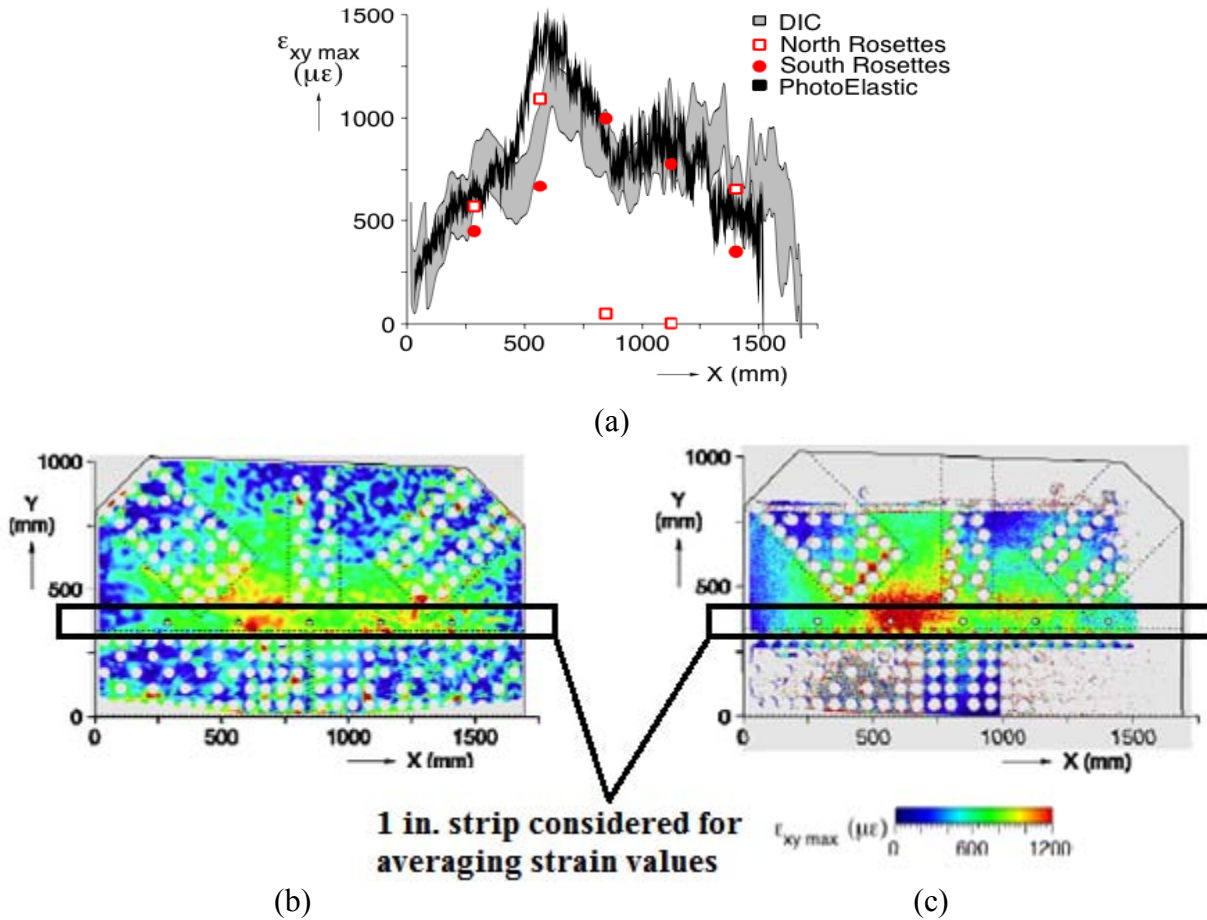 1500
1000
500
0
εxy max
(με)
DIC
North Rosettes
South Rosettes
PhotoElastic
0 500 1000 1500
X (mm)
(a)
1000
Y
(mm)
500
0
0 500 1000 1500
X (mm)
1000
Y
(mm)
500
0
0 500 1000 1500
X (mm)
1 in. strip considered for
averaging strain values
εxy max (με)
0 600 1200
(b) (c)